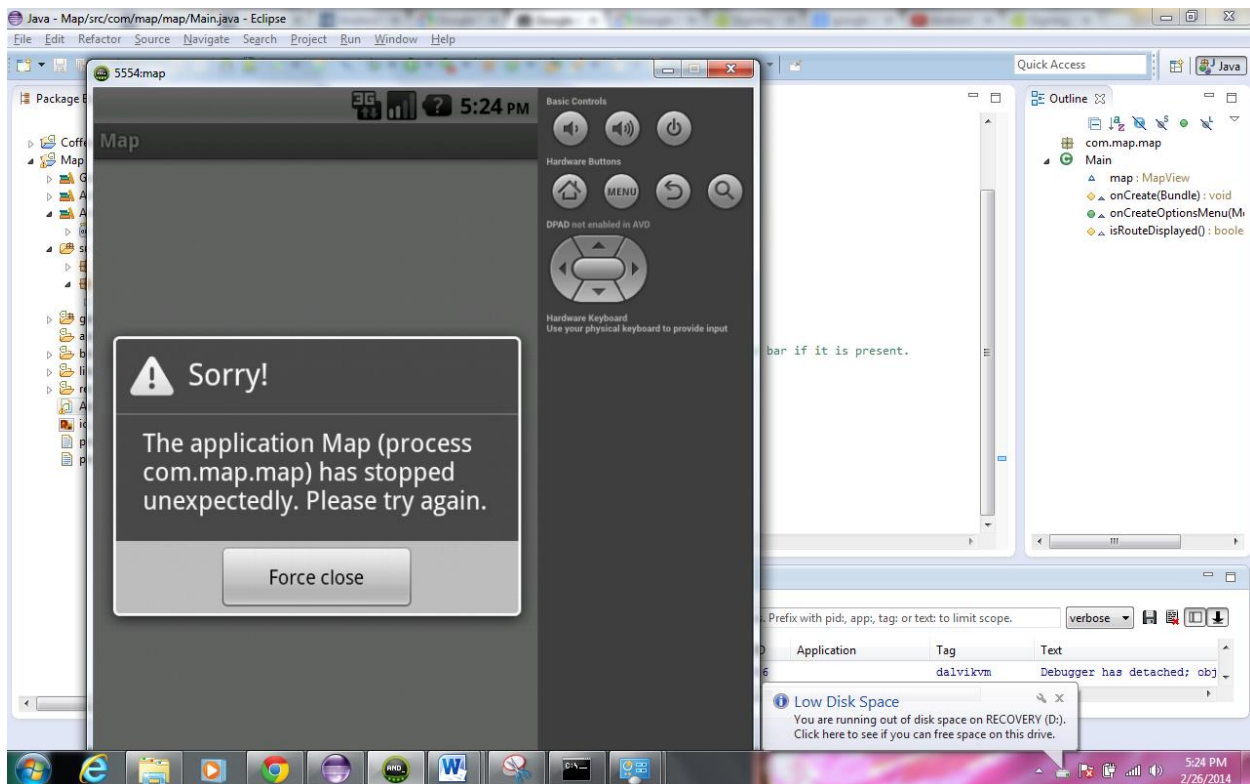 Java - Map/src/com/map/map/Main.java - Eclipse
File Edit Refactor Source Navigate Search Project Run Window Help
Quick Access
Java
5554:map
3G
5:24 PM
Map
Sorry!
The application Map (process
com.map.map) has stopped
unexpectedly. Please try again.
Force close
Basic Controls
Hardware Buttons
MENU
DPAD not enabled in AVD
Hardware Keyboard
Use your physical keyboard to provide input
Package
Map
bar if it is present.
Outline
com.map.map
Main
map : MapView
onCreate(Bundle) : void
onCreateOptionsMenu(
isRouteDisplayed() : boole
Prefix with pid:, app:, tag: or text: to limit scope.
verbose
Application Tag Text
dalvikvm Debugger has detached; obj
Low Disk Space
You are running out of disk space on RECOVERY (D:).
Click here to see if you can free space on this drive.
5:24 PM
2/26/2014